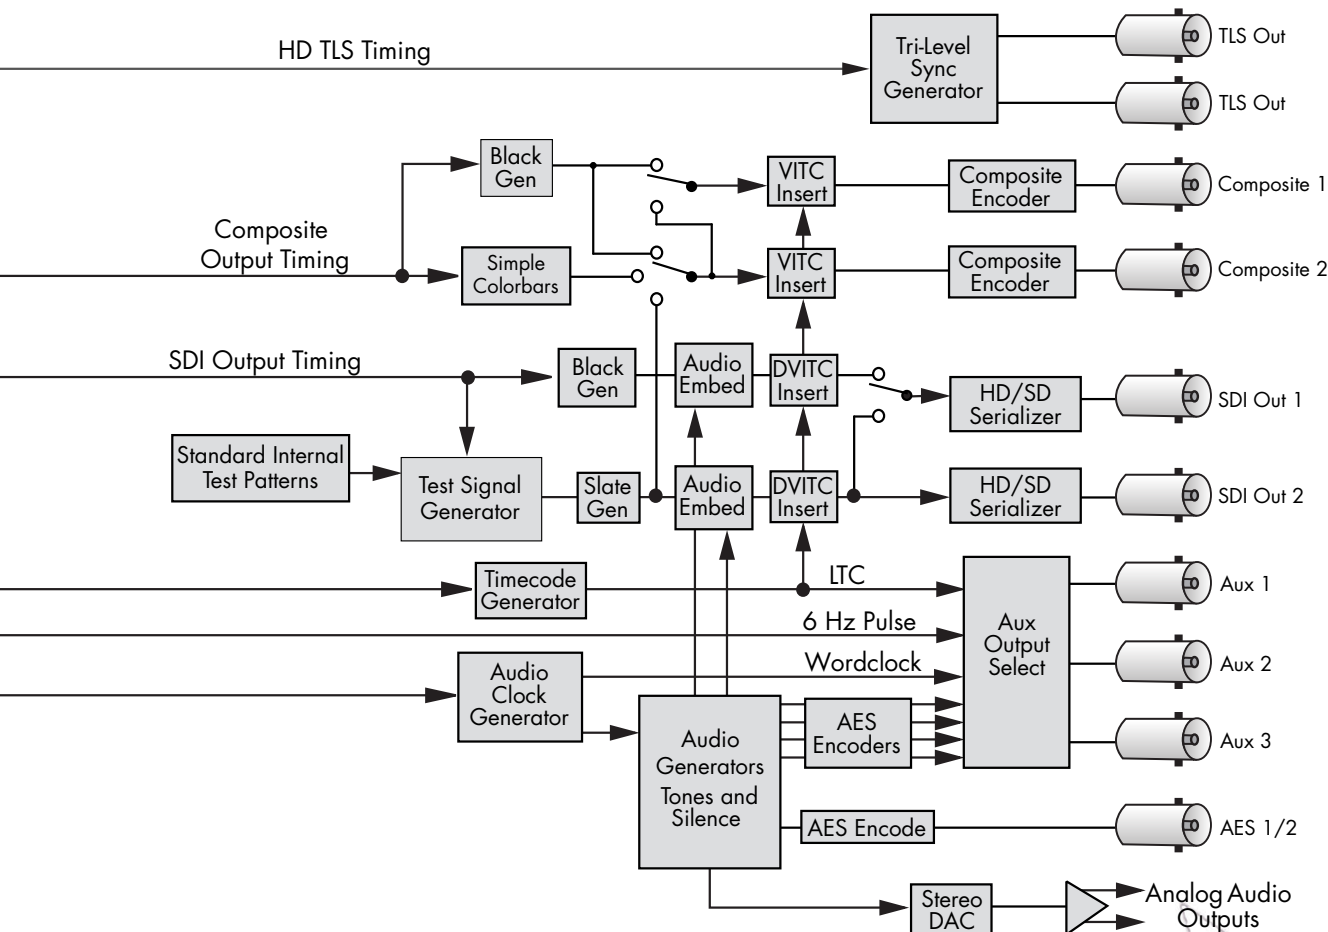 HD TLS Timing
Tri-Level
Sync
Generator
TLS Out
TLS Out
Black
Gen
VITC
Insert
Composite
Encoder
Composite 1
Composite
Output Timing
Simple
Colorbars
VITC
Insert
Composite
Encoder
Composite 2
SDI Output Timing
Black
Gen
Audio
Embed
DVITC
Insert
HD/SD
Serializer
SDI Out 1
Standard Internal
Test Patterns
Test Signal
Generator
Slate
Gen
Audio
Embed
DVITC
Insert
HD/SD
Serializer
SDI Out 2
Timecode
Generator
LTC
6 Hz Pulse
Wordclock
Aux
Output
Select
Aux 1
Aux 2
Aux 3
Audio
Clock
Generator
Audio
Generators
Tones and
Silence
AES
Encoders
AES Encode
AES 1/2
Stereo
DAC
Analog Audio
Outputs